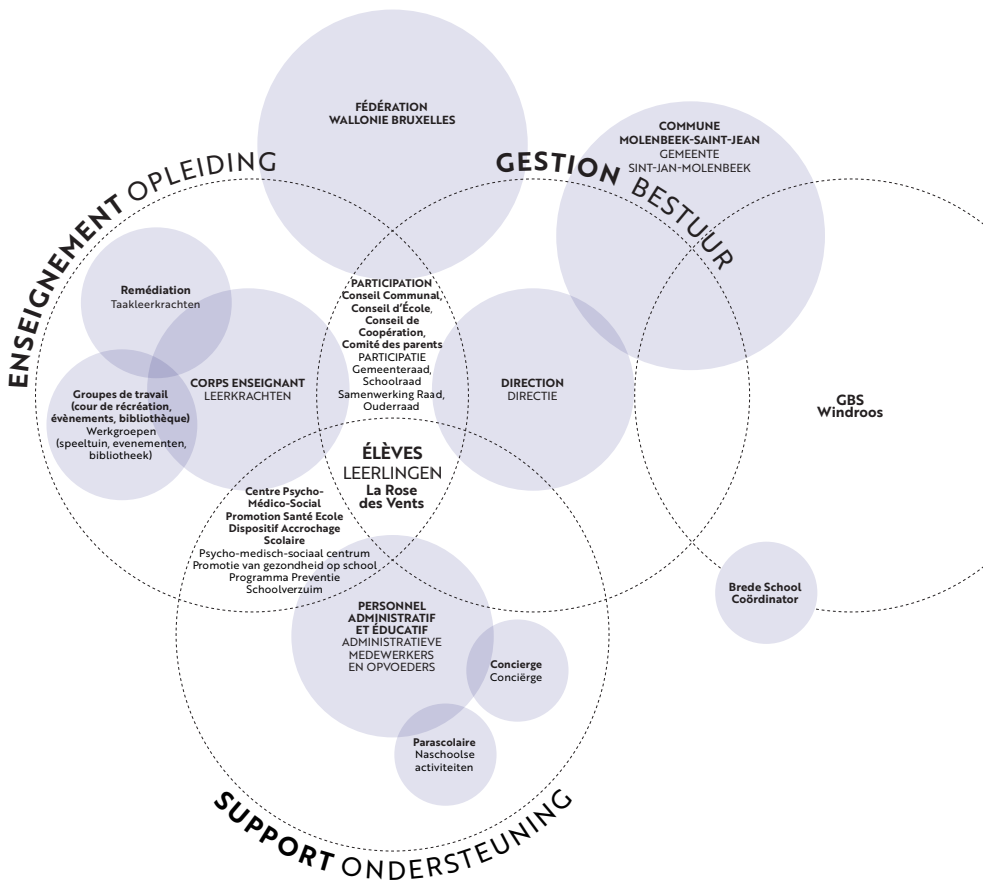 FÉDÉRATION
WALLONIE BRUXELLES
COMMUNE
MOLENBEEK-SAINT-JEAN
GEMEENTE
SINT-JAN-MOLENBEEK
ENSEIGNEMENT OPLEIDING
GESTION BESTUUR
Remédiation
Taakleerkrachten
PARTICIPATION
Conseil Communal,
Conseil d'École,
Conseil de
Coopération,
Comité des parents
PARTICIPATIE
Gemeenteraad,
Schoolraad
Samenwerking Raad,
Ouderraad
CORPS ENSEIGNANT
LEERKRACHTEN
DIRECTION
DIRECTIE
Groupes de travail
(cour de récréation,
évènements, bibliothèque)
Werkgroepen
(speeltuin, evenementen,
bibliotheek)
GBS
Windroos
ÉLÈVES
LEERLINGEN
La Rose
des Vents
Centre Psycho-
Médico-Social
Promotion Santé Ecole
Dispositif Accrochage
Scolaire
Psycho-medisch-sociaal centrum
Promotie van gezondheid op school
Programma Preventie
Schoolverzuim
Brede School
Coördinator
PERSONNEL
ADMINISTRATIF
ET ÉDUCATIF
ADMINISTRATIEVE
MEDEWERKERS
EN OPVOEDERS
Concierge
Conciërge
Parascolaire
Naschoolse
activiteiten
SUPPORT ONDERSTEUNING